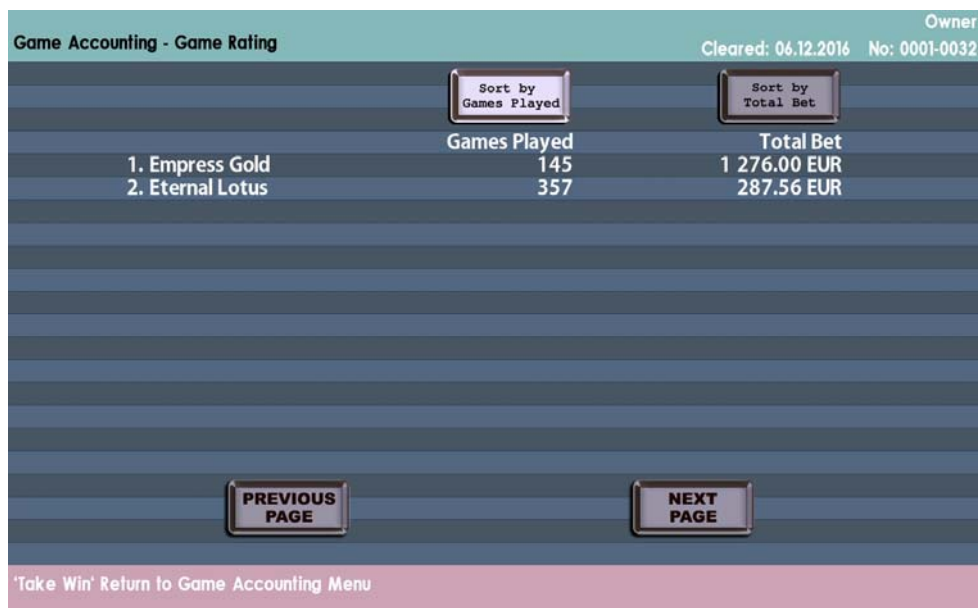 Owner
Game Accounting - Game Rating
Cleared: 06.12.2016 No: 0001-0032
Sort by
Games Played
Sort by
Total Bet
Games Played Total Bet
1. Empress Gold 145 1 276.00 EUR
2. Eternal Lotus 357 287.56 EUR
PREVIOUS
PAGE
NEXT
PAGE
'Take Win' Return to Game Accounting Menu